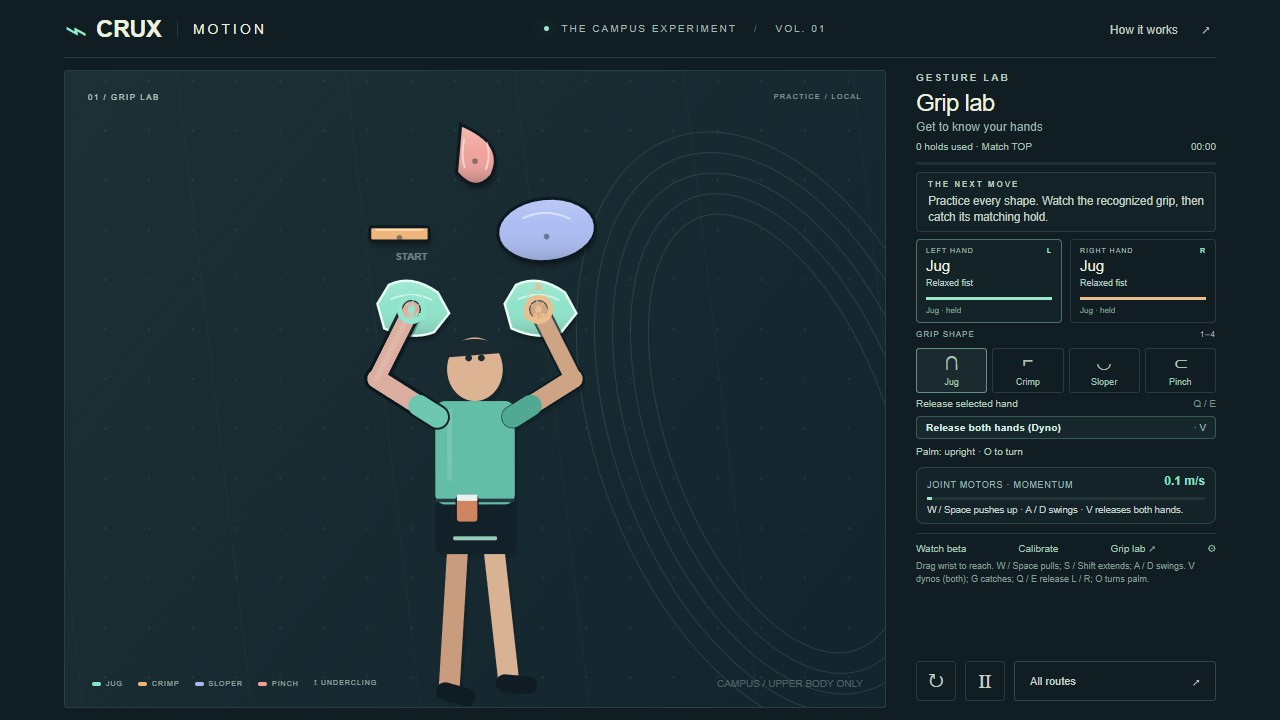 CRUX MOTION
THE CAMPUS EXPERIMENT / VOL. 01
How it works ↗
01 / GRIP LAB
PRACTICE / LOCAL
START
JUG CRIMP SLOPER PINCH UNDERCLING
CAMPUS / UPPER BODY ONLY
GESTURE LAB
Grip lab
Get to know your hands
0 holds used · Match TOP 00:00
THE NEXT MOVE
Practice every shape. Watch the recognized grip, then
catch its matching hold.
LEFT HAND L
Jug
Relaxed fist
Jug · held
RIGHT HAND R
Jug
Relaxed fist
Jug · held
GRIP SHAPE 1–4
Jug Crimp Sloper Pinch
Release selected hand Q / E
Release both hands (Dyno) · V
Palm: upright · O to turn
JOINT MOTORS · MOMENTUM 0.1 m/s
W / Space pushes up · A / D swings · V releases both hands.
Watch beta Calibrate Grip lab ↗ ⚙
Drag wrist to reach. W / Space pulls; S / Shift extends; A / D swings. V
dynos (both); G catches; Q / E release L / R; O turns palm.
All routes ↗